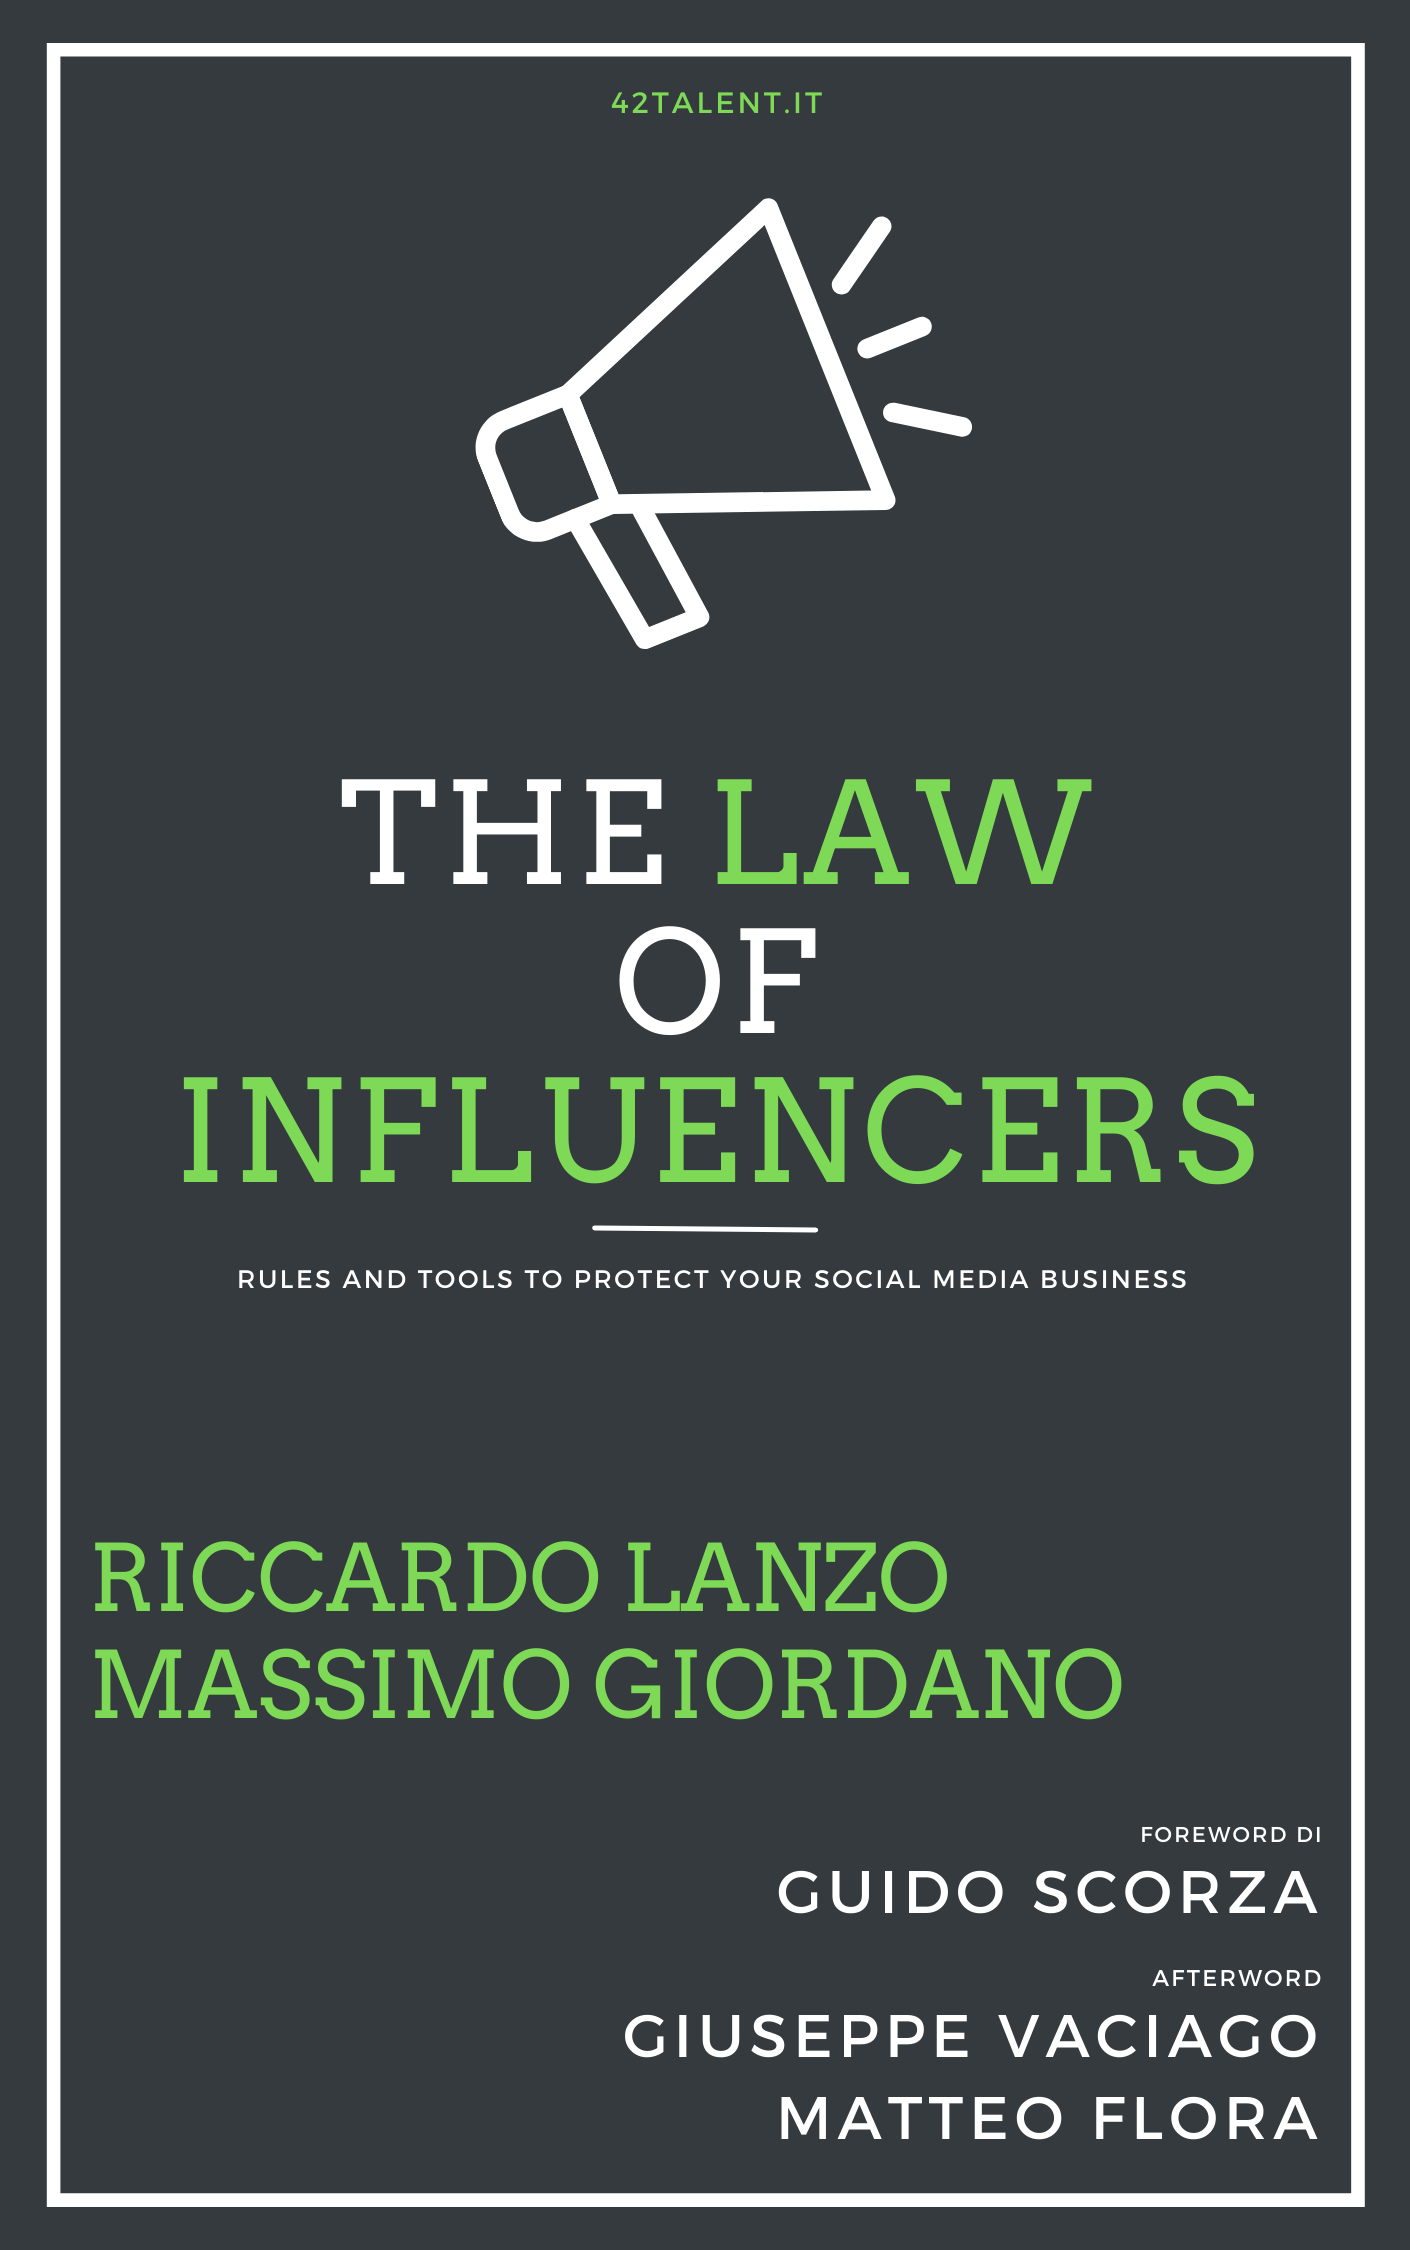 42TALENT.IT
THE LAW
OF
INFLUENCERS
RULES AND TOOLS TO PROTECT YOUR SOCIAL MEDIA BUSINESS
RICCARDO LANZO
MASSIMO GIORDANO
FOREWORD DI
GUIDO SCORZA
AFTERWORD
GIUSEPPE VACIAGO
MATTEO FLORA